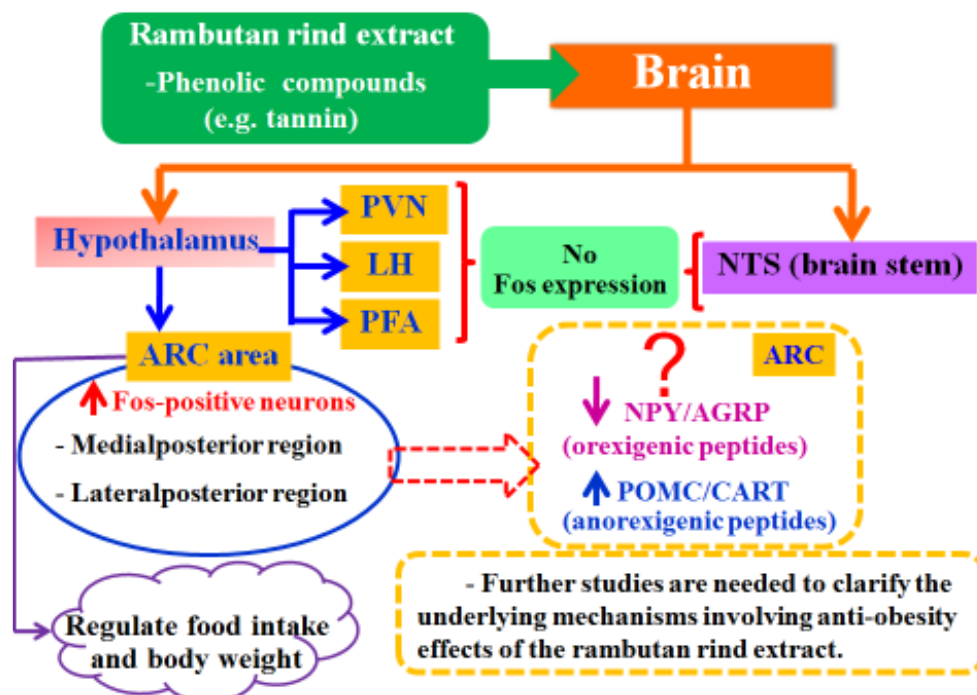 Rambutan rind extract
-Phenolic compounds
(e.g. tannin)
Brain
Hypothalamus
PVN
LH
PFA
No
Fos expression
NTS (brain stem)
ARC area
Fos-positive neurons
- Medialposterior region
- Lateralposterior region
?
ARC
NPY/AGRP
(orexigenic peptides)
POMC/CART
(anorexigenic peptides)
Regulate food intake
and body weight
- Further studies are needed to clarify the
underlying mechanisms involving anti-obesity
effects of the rambutan rind extract.